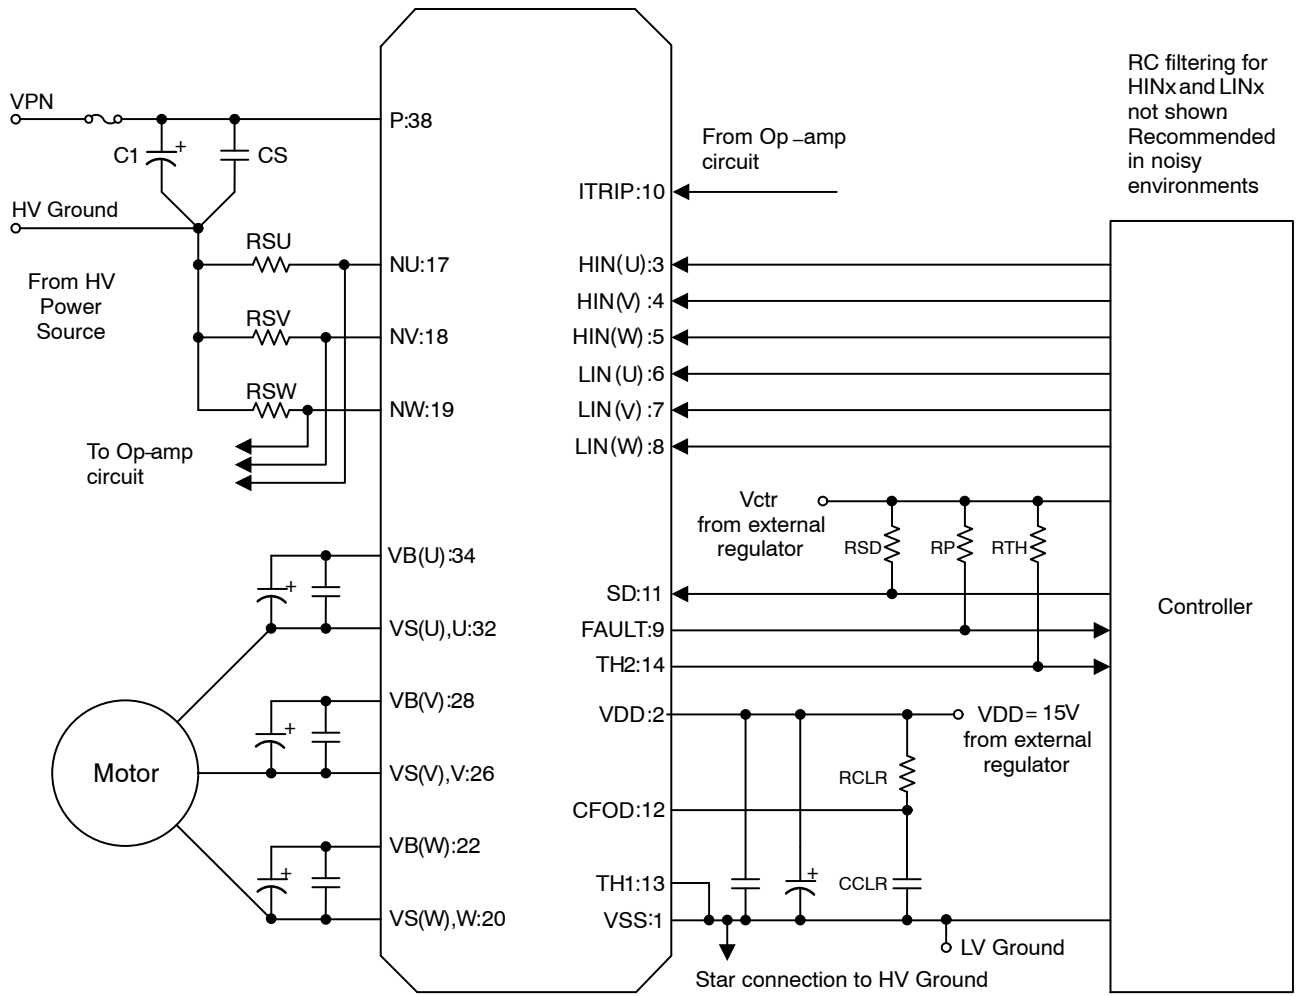 VPN
C1
+
CS
HV Ground
From HV
Power
Source
RSU
RSV
RSW
To Op-amp
circuit
+
+
+
Motor
P:38
NU:17
NV:18
NW:19
VB(U):34
VS(U),U:32
VB(V):28
VS(V),V:26
VB(W):22
VS(W),W:20
ITRIP:10
HIN(U):3
HIN(V) :4
HIN(W):5
LIN(U) :6
LIN(V) :7
LIN(W) :8
SD:11
FAULT:9
TH2:14
VDD:2
CFOD:12
TH1:13
VSS:1
From Op-amp
circuit
Vctr
from external
regulator
RSD
RP
RTH
VDD= 15V
from external
regulator
RCLR
CCLR
+
LV Ground
Star connection to HV Ground
RC filtering for
HINx and LINx
not shown.
Recommended
in noisy
environments
Controller